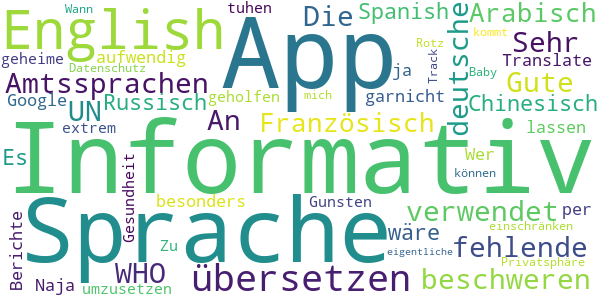 Wann
tuhen
Die
Spanish
Arabisch
English
App
deutsche
geheime
aufwendig
ja
Sehr
Datenschutz
Rotz
kommt
Track
Baby
Translate
Amtssprachen
Gute
Google
UN
Russisch
geholfen
mich
garnicht
Chinesisch
extrem
An
Französisch
lassen
Informativ
Es
Wer
können
Gesundheit
besonders
Sprache
Gunsten
verwendet
per
Berichte
Zu
wäre
einschränken
fehlende
eigentliche
Privatsphäre
Naja
WHO
umzusetzen
übersetzen
beschweren